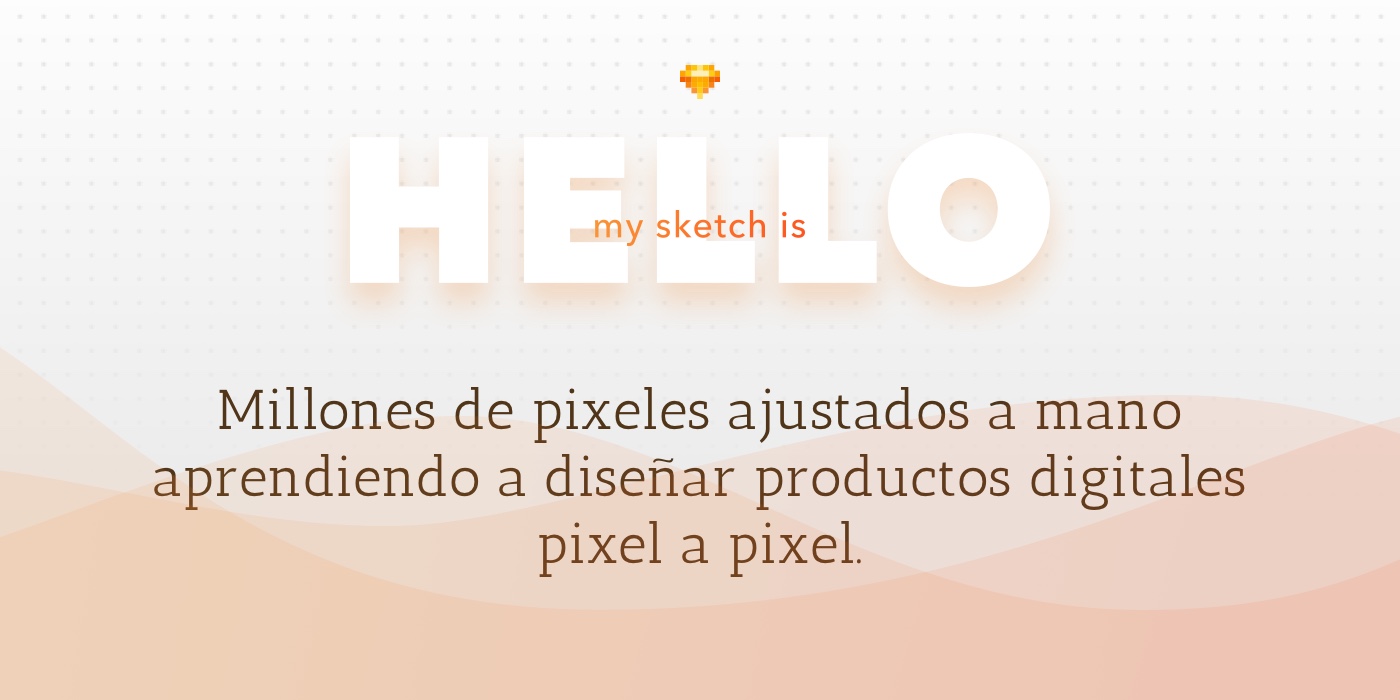 HELLO
my sketch is
Millones de pixeles ajustados a mano
aprendiendo a diseñar productos digitales
pixel a pixel.